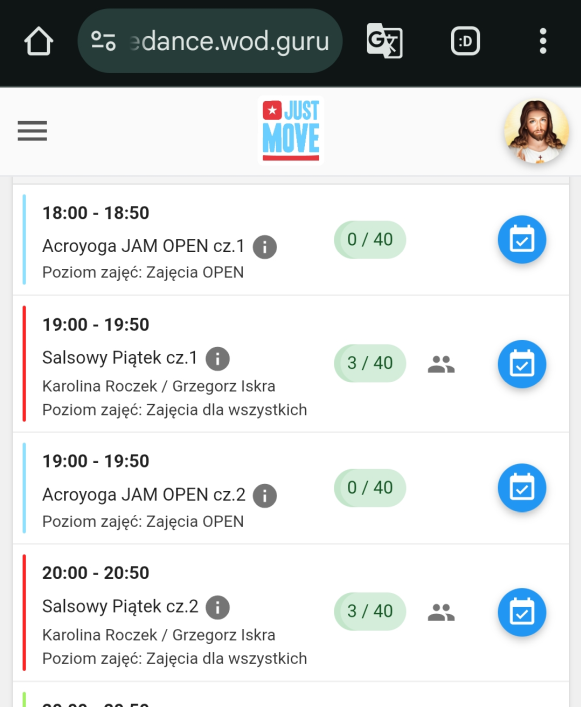 edance.wod.guru
:D
JUST
MOVE
18:00 - 18:50
Acroyoga JAM OPEN cz.1
0 / 40
Poziom zajęć: Zajęcia OPEN
19:00 - 19:50
Salsowy Piątek cz.1
3 / 40
Karolina Roczek / Grzegorz Iskra
Poziom zajęć: Zajęcia dla wszystkich
19:00 - 19:50
Acroyoga JAM OPEN cz.2
0 / 40
Poziom zajęć: Zajęcia OPEN
20:00 - 20:50
Salsowy Piątek cz.2
3 / 40
Karolina Roczek / Grzegorz Iskra
Poziom zajęć: Zajęcia dla wszystkich